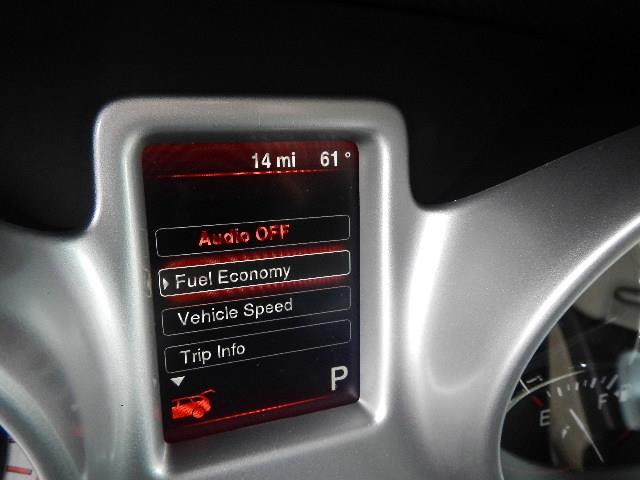 14 mi 61°
Audio OFF
Fuel Economy
Vehicle Speed
Trip Info
P
E F